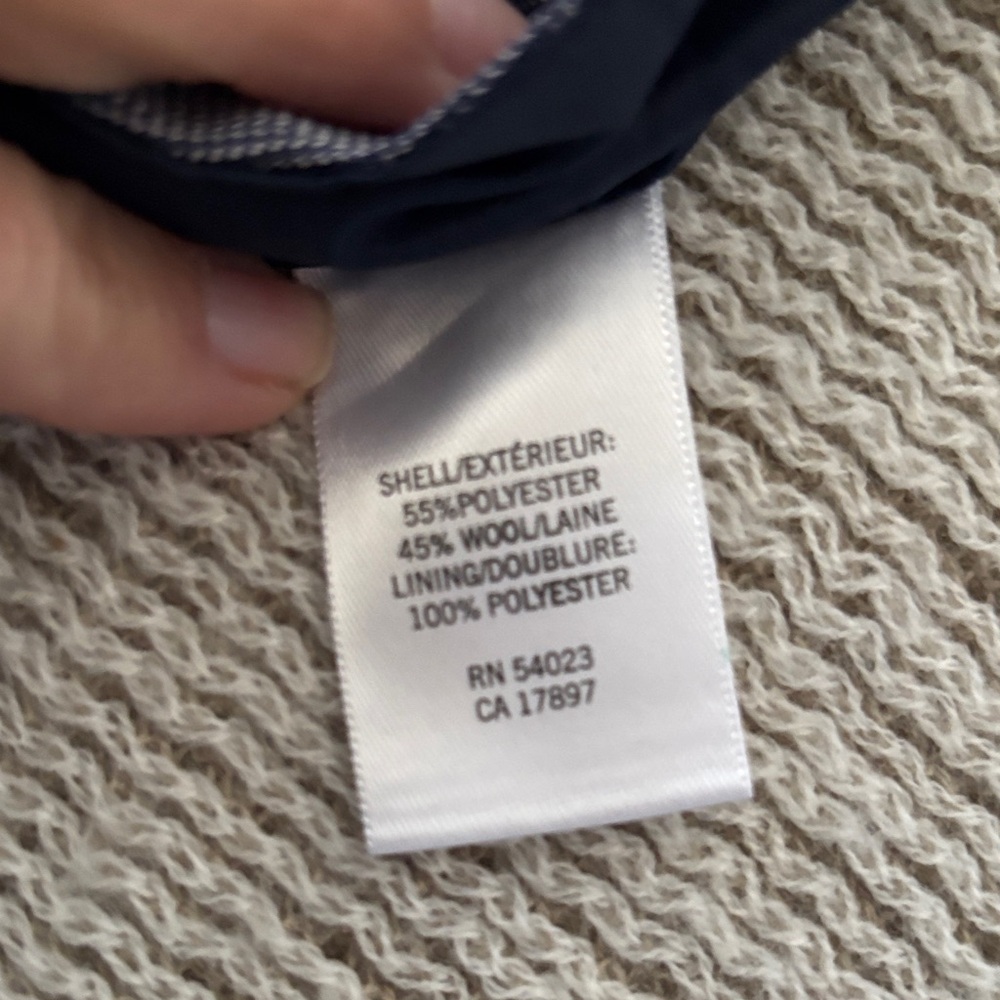 SHELL/EXTÉRIEUR:
55%POLYESTER
45% WOOL/LAINE
LINING/DOUBLURE:
100% POLYESTER
RN 54023
CA 17897